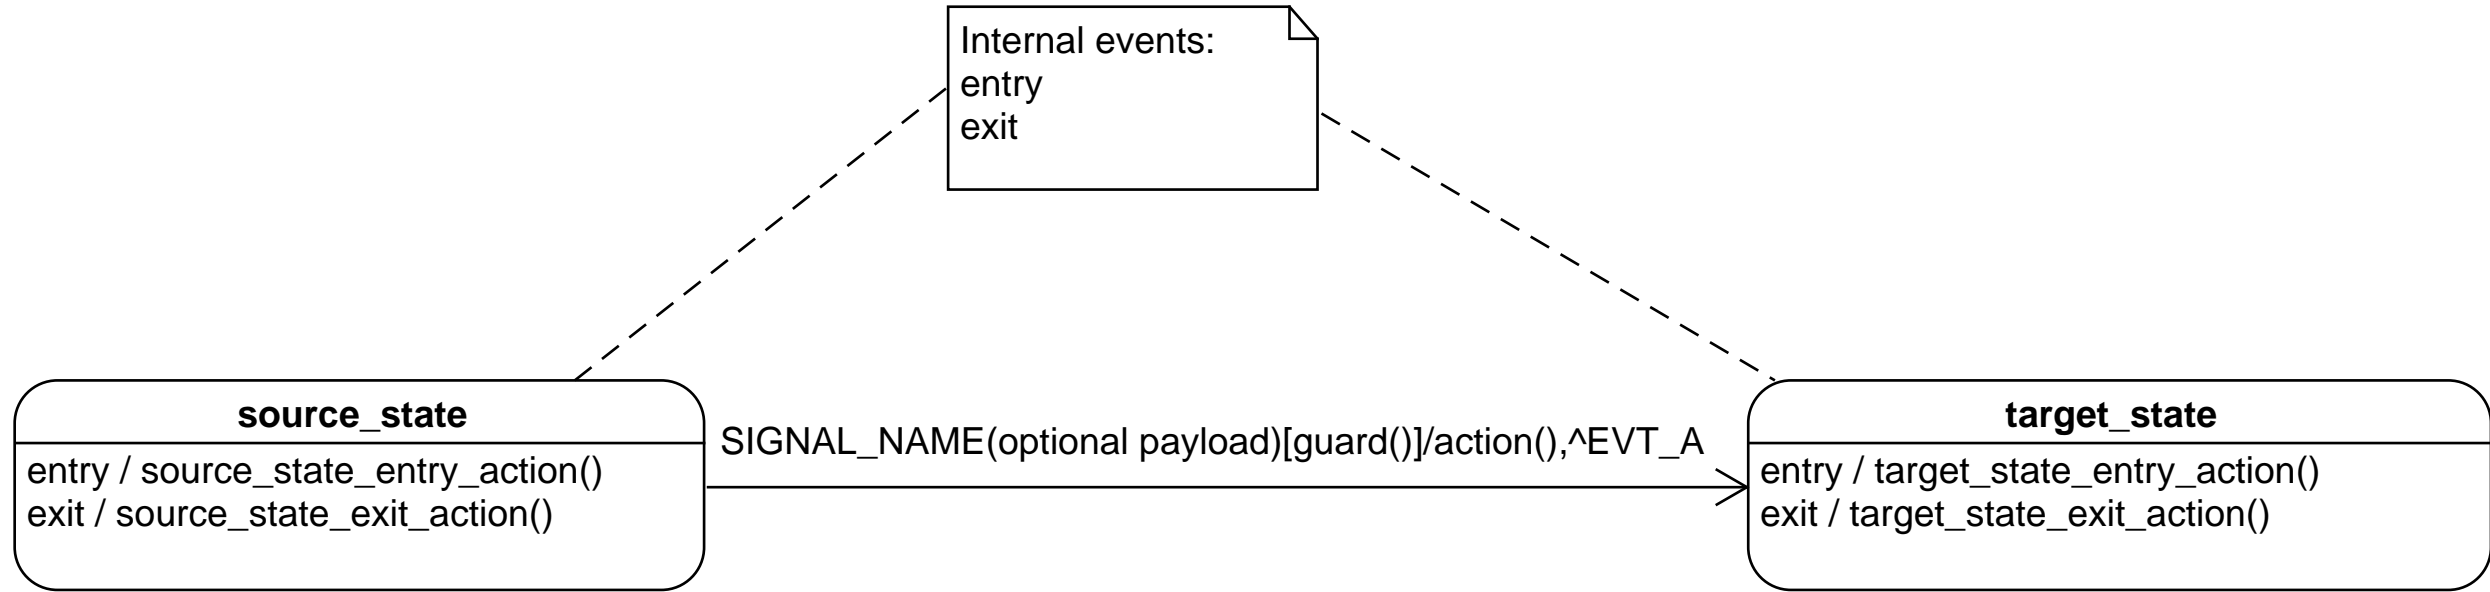 Internal events:
entry
exit
source_state
entry / source_state_entry_action()
exit / source_state_exit_action()
SIGNAL_NAME(optional payload)[guard()]/action(),^EVT_A
target_state
entry / target_state_entry_action()
exit / target_state_exit_action()